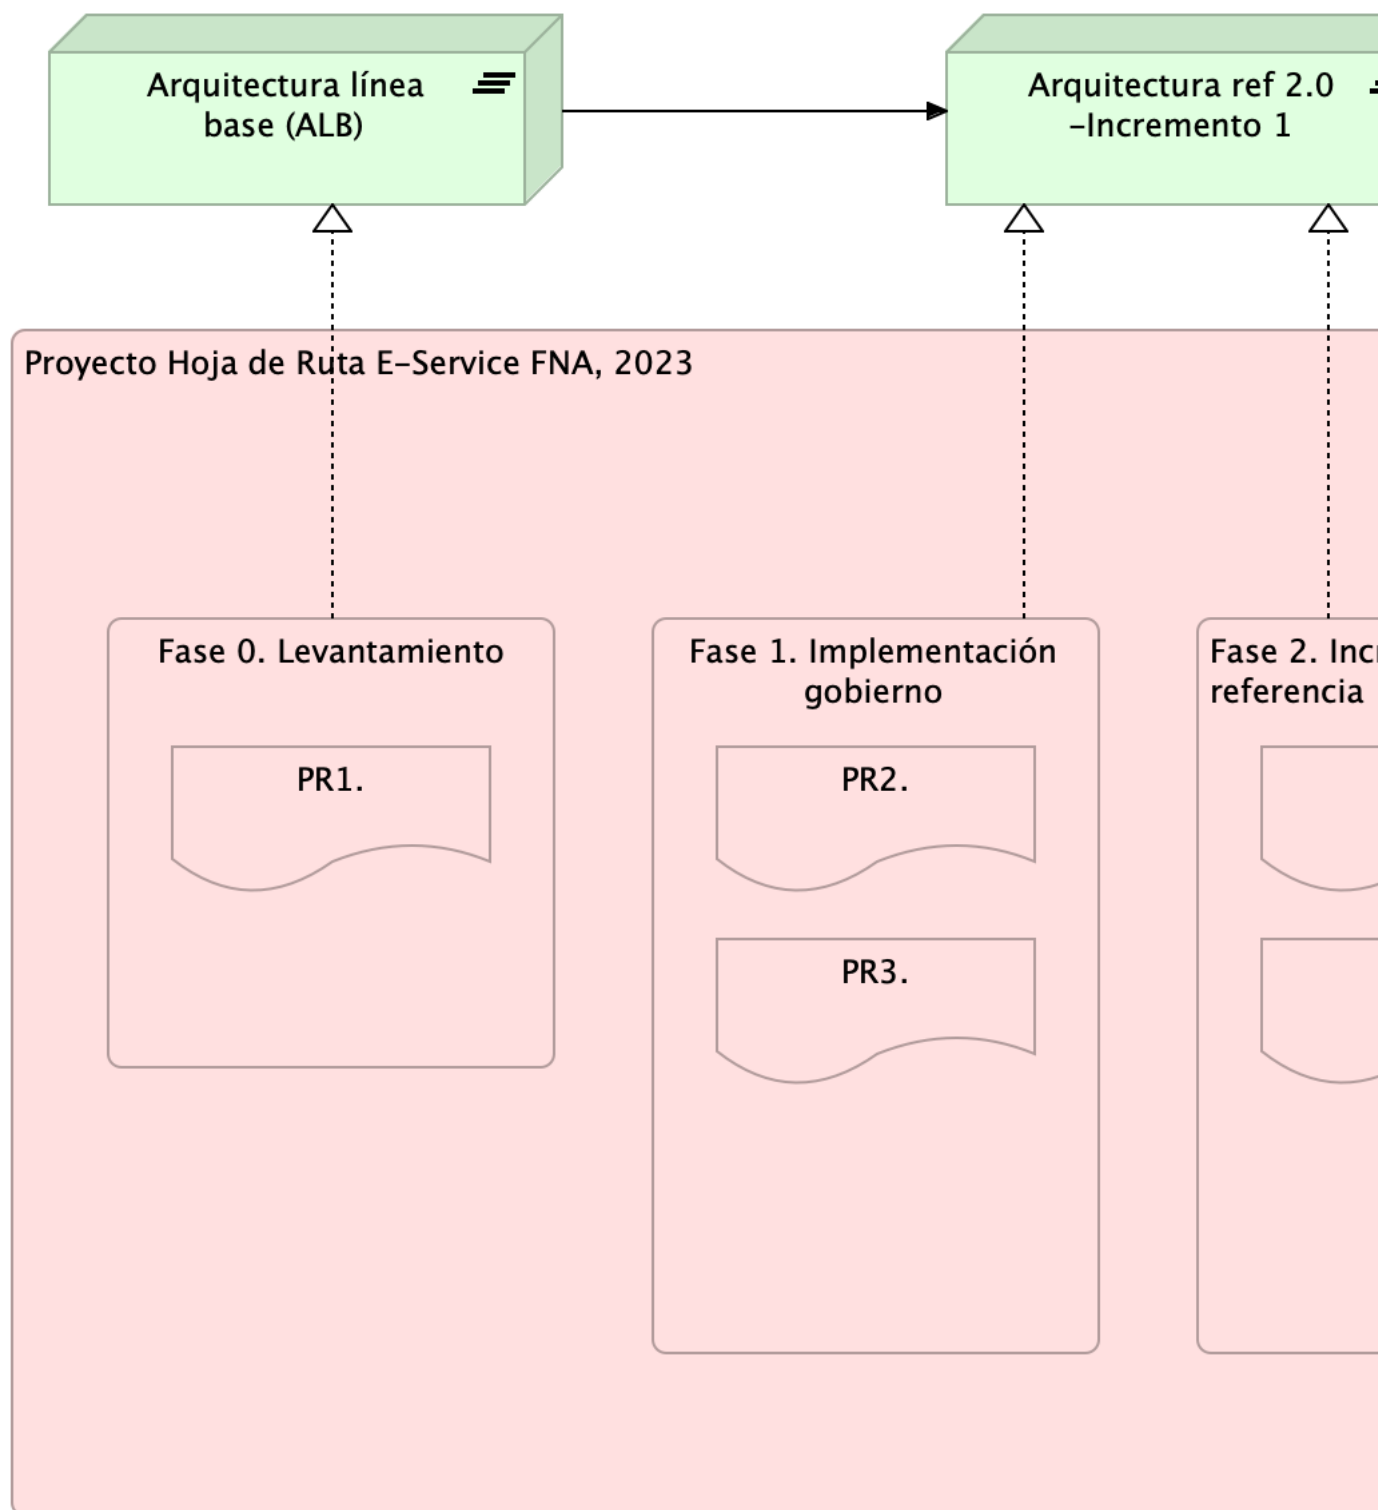 Arquitectura línea
base (ALB)
Arquitectura ref 2.0
-Incremento 1
Proyecto Hoja de Ruta E-Service FNA, 2023
Fase 0. Levantamiento
PR1.
Fase 1. Implementación
gobierno
PR2.
PR3.
Fase 2.
referencia